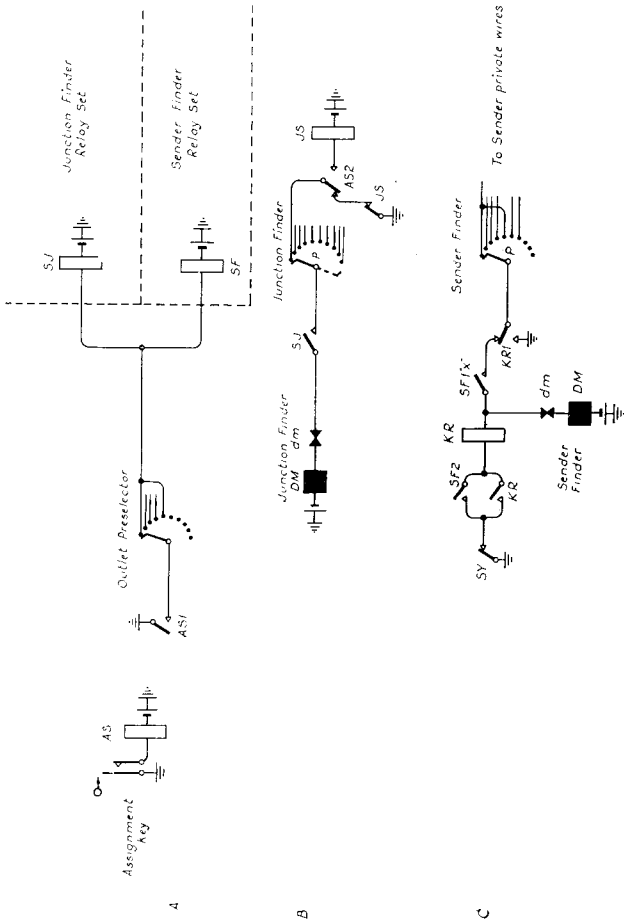 Junction Finder
Relay Set
Sender Finder
Relay Set
SJ
SF
Outlet Preselector
AS1
AS
Assignment
Key
A
JS
AS2
JS
Junction Finder
P
SJ
Junction Finder
dm
DM
B
To Sender private wires
Sender Finder
P
KR1
SF1"x"
KR
SF2
KR
SY
dm
DM
Sender
Finder
C